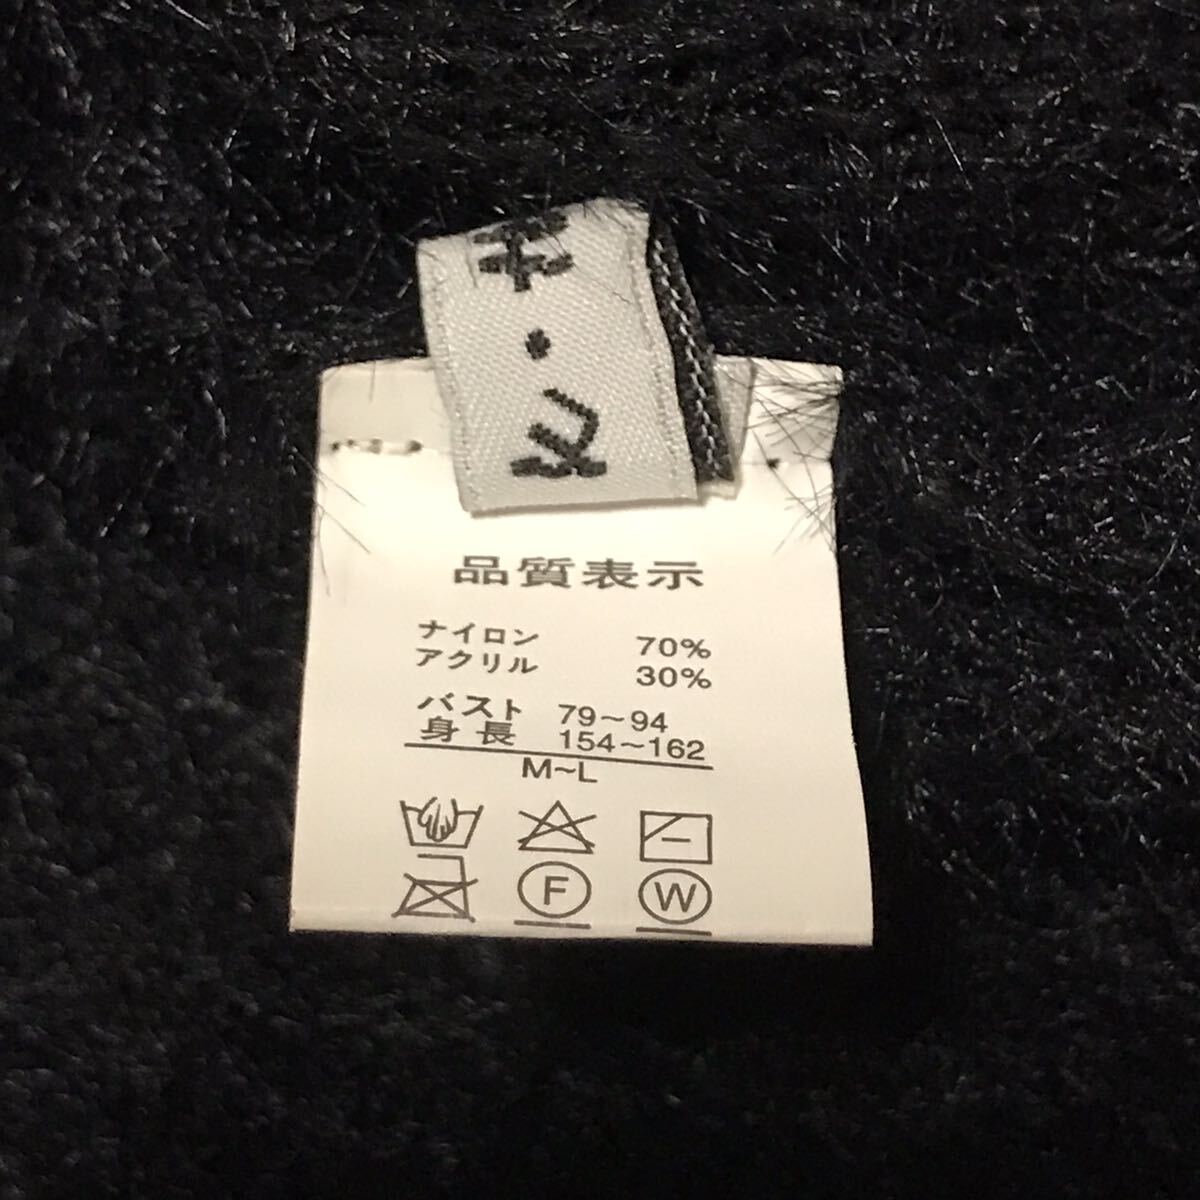 M・L
品質表示
ナイロン 70%
アクリル 30%
バスト 79~94
身長 154~162
M~L
F
W